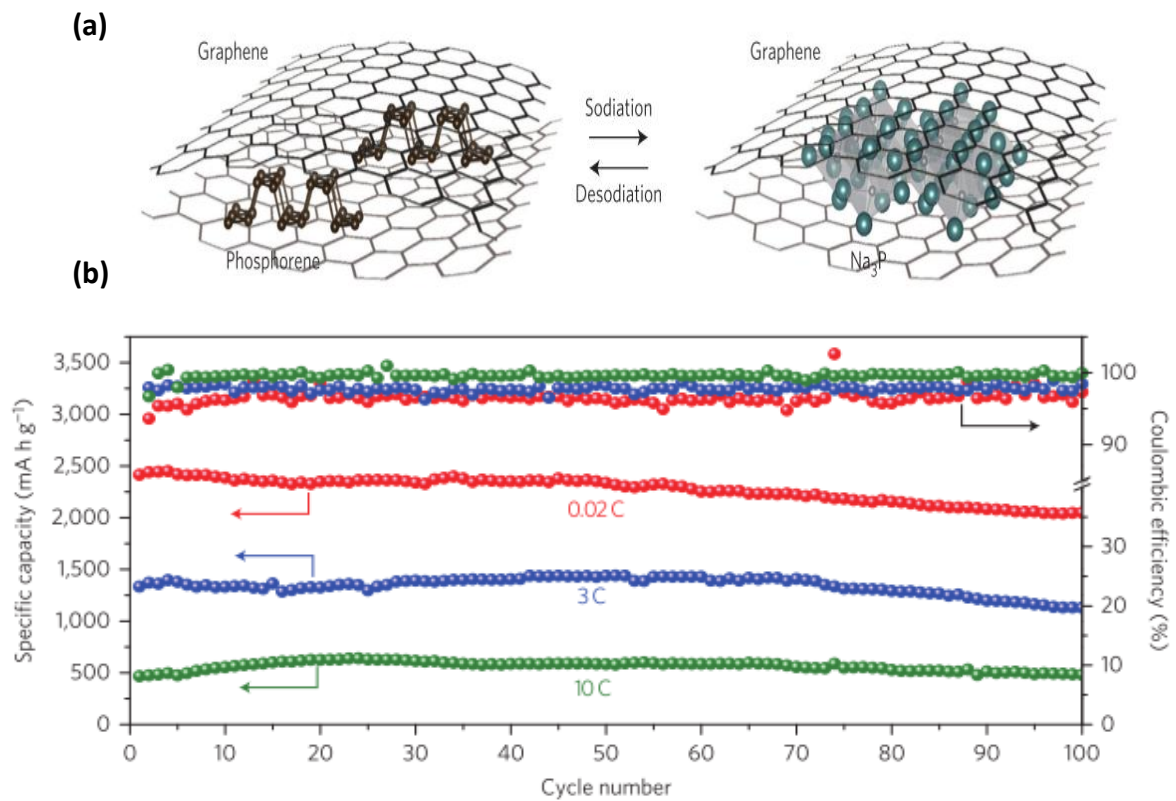 (a)
Graphene
Graphene
Sodiation
Desodiation
Phosphorene
Na₃P
(b)
3,500
3,000
2,500
2,000
1,500
1,000
500
0
Specific capacity (mA h g⁻¹)
0.02 C
3 C
10 C
100
90
30
20
10
0
Coulombic efficiency (%)
0 10 20 30 40 50 60 70 80 90 100
Cycle number